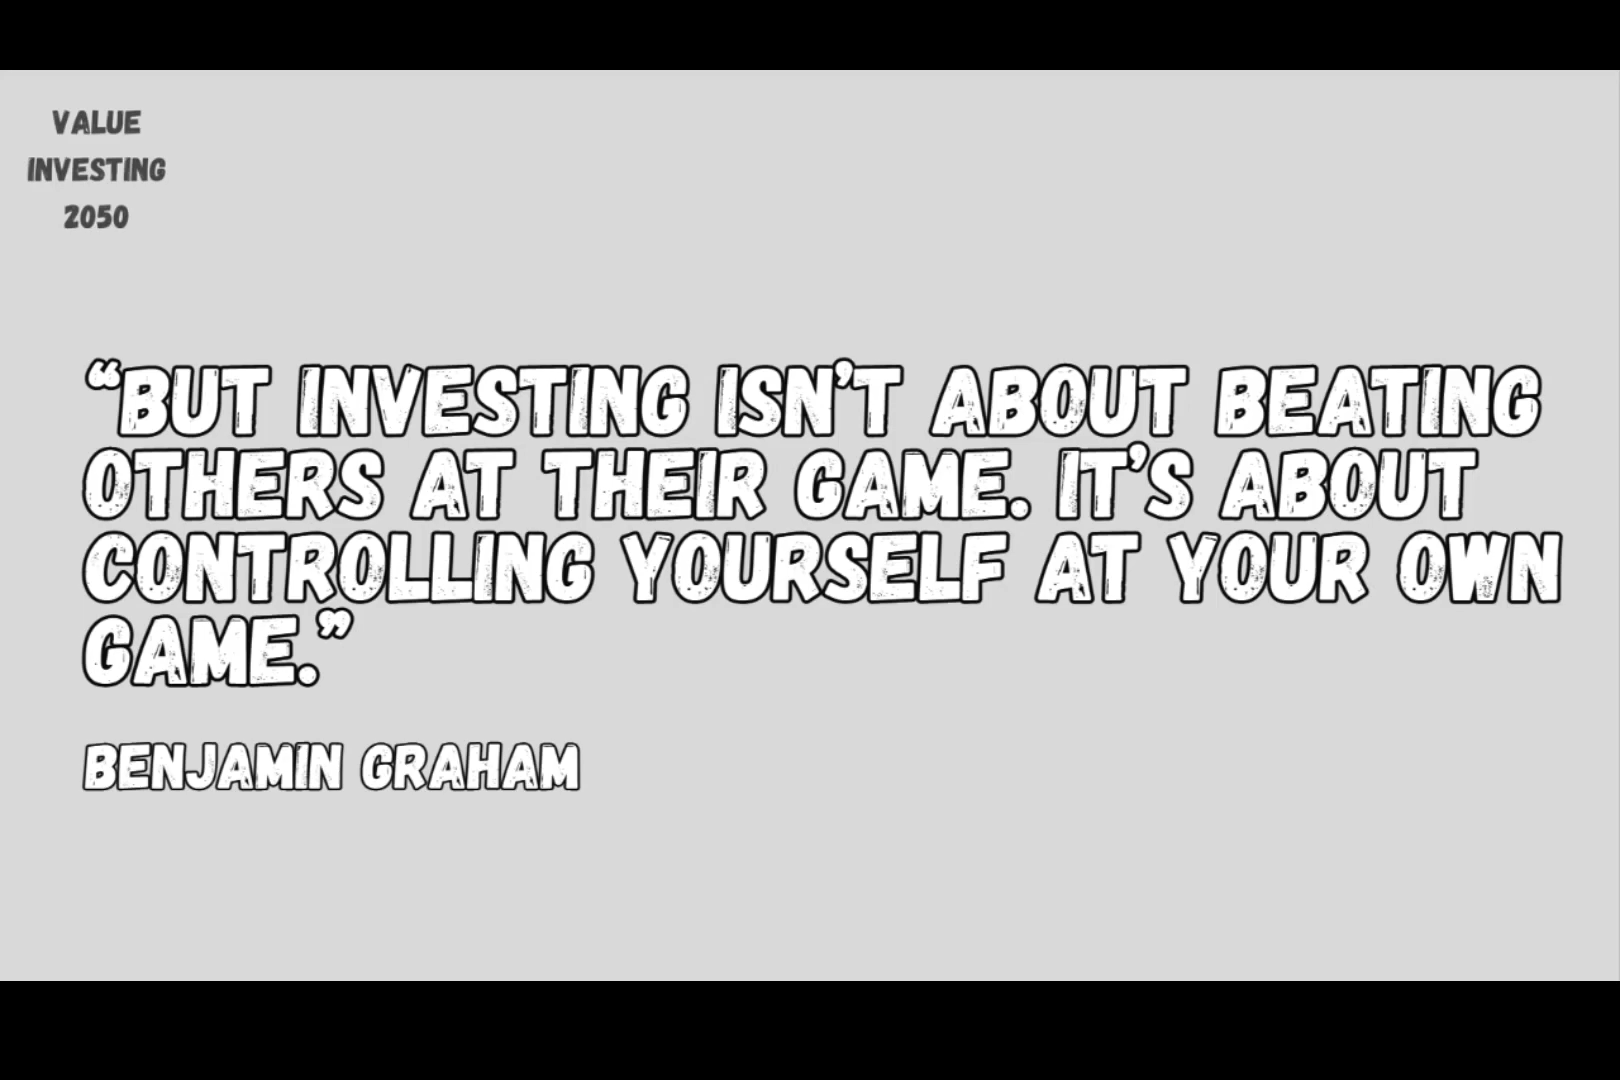 VALUE
INVESTING
2050
“BUT INVESTING ISN’T ABOUT BEATING
OTHERS AT THEIR GAME. IT’S ABOUT
CONTROLLING YOURSELF AT YOUR OWN
GAME.”
BENJAMIN GRAHAM